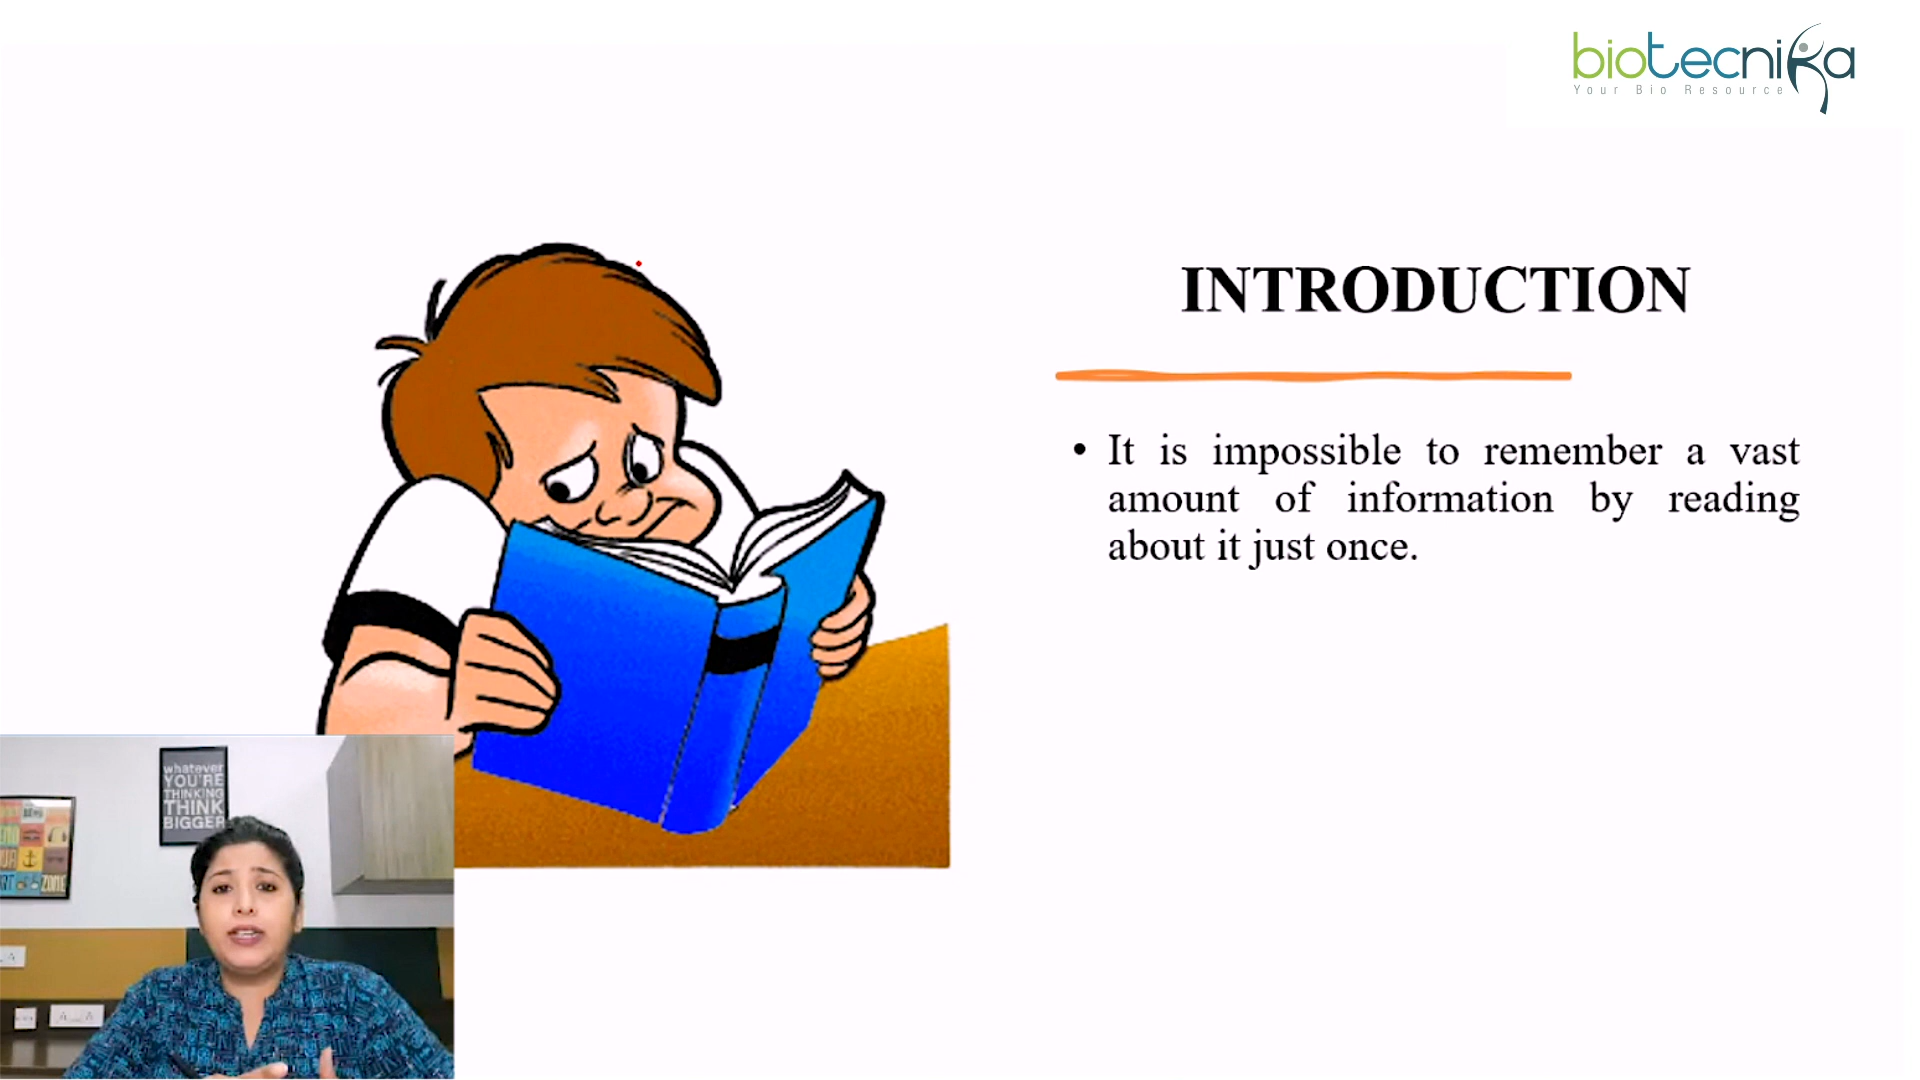 biotecnika
Your Bio Resource
INTRODUCTION
• It is impossible to remember a vast
amount of information by reading
about it just once.
whatever
YOU'RE
THINKING
THINK
BIGGER
ZONE